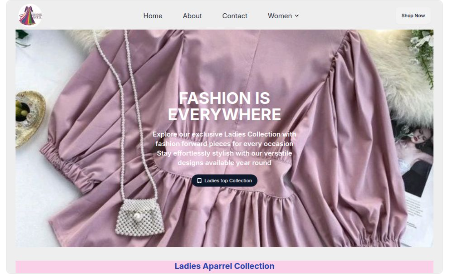 Home About Contact Women Shop Now
FASHION IS
EVERYWHERE
Explore our exclusive Ladies Collection with
fashion forward pieces for every occasion
Stay effortlessly stylish with our versatile
designs available year round
Ladies top Collection
Ladies Aparrel Collection